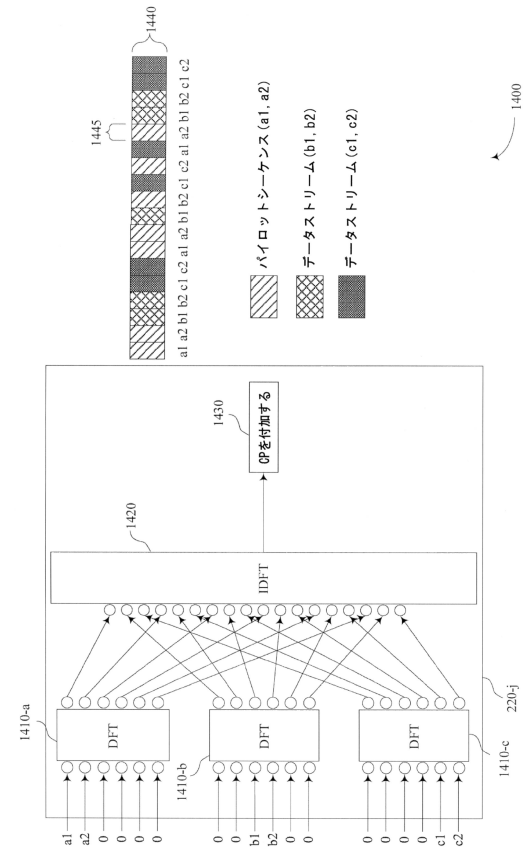 1440
1445
a1 a2 b1 b2 c1 c2 a1 a2 b1 b2 c1 c2 a1 a2 b1 b2 c1 c2
パイロットシーケンス(a1, a2)
データストリーム(b1, b2)
データストリーム(c1, c2)
1400
1410-a
1420
1430
a1
a2
0
0
0
0
DFT
CPを付加する
1410-b
0
0
b1
b2
0
0
DFT
IDFT
0
0
0
0
c1
c2
DFT
1410-c
220-j